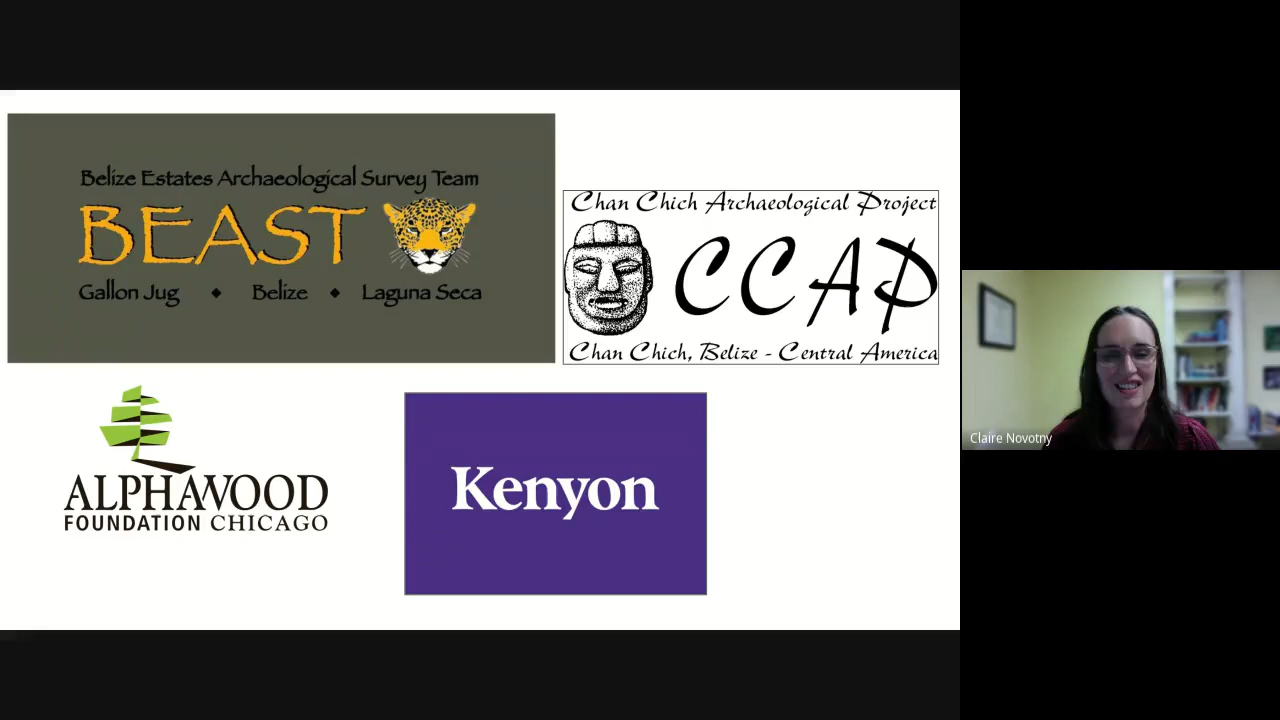 Belize Estates Archaeological Survey Team
BEAST
Gallon Jug ◆ Belize ◆ Laguna Seca
Chan Chich Archaeological Project
CCAP
Chan Chich, Belize - Central America
ALPHAWOOD
FOUNDATION CHICAGO
Kenyon
Claire Novotny